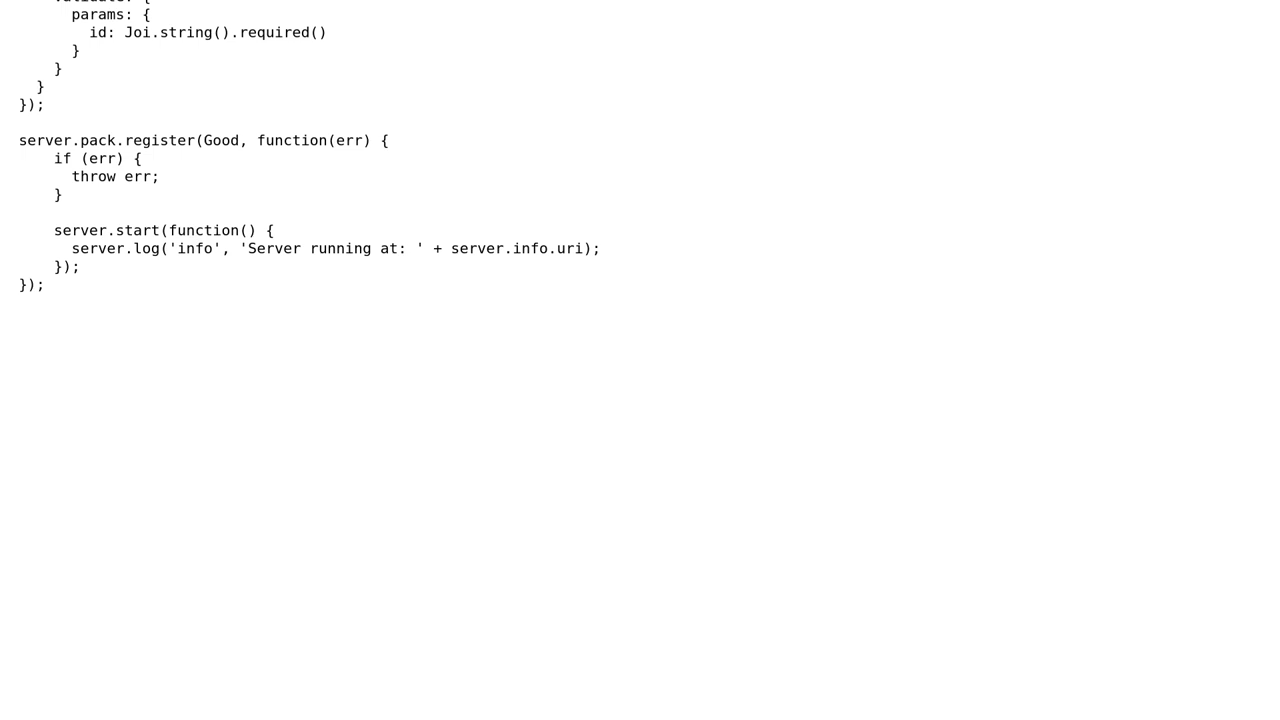 validate: {
      params: {
        id: Joi.string().required()
      }
    }
  }
});

server.pack.register(Good, function(err) {
    if (err) {
      throw err;
    }

    server.start(function() {
      server.log('info', 'Server running at: ' + server.info.uri);
    });
});